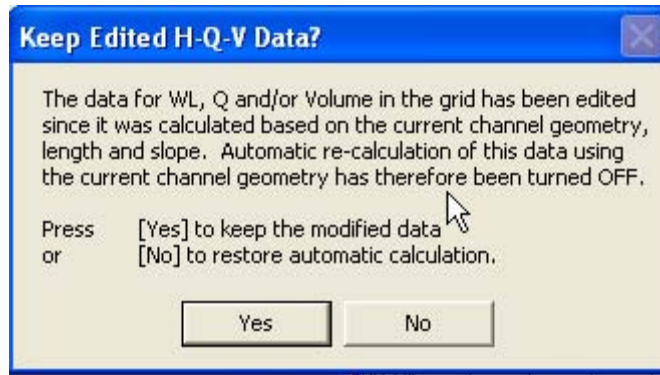 Keep Edited H-Q-V Data?
The data for WL, Q and/or Volume in the grid has been edited
since it was calculated based on the current channel geometry,
length and slope. Automatic re-calculation of this data using
the current channel geometry has therefore been turned OFF.
Press [Yes] to keep the modified data
or [No] to restore automatic calculation.
Yes No